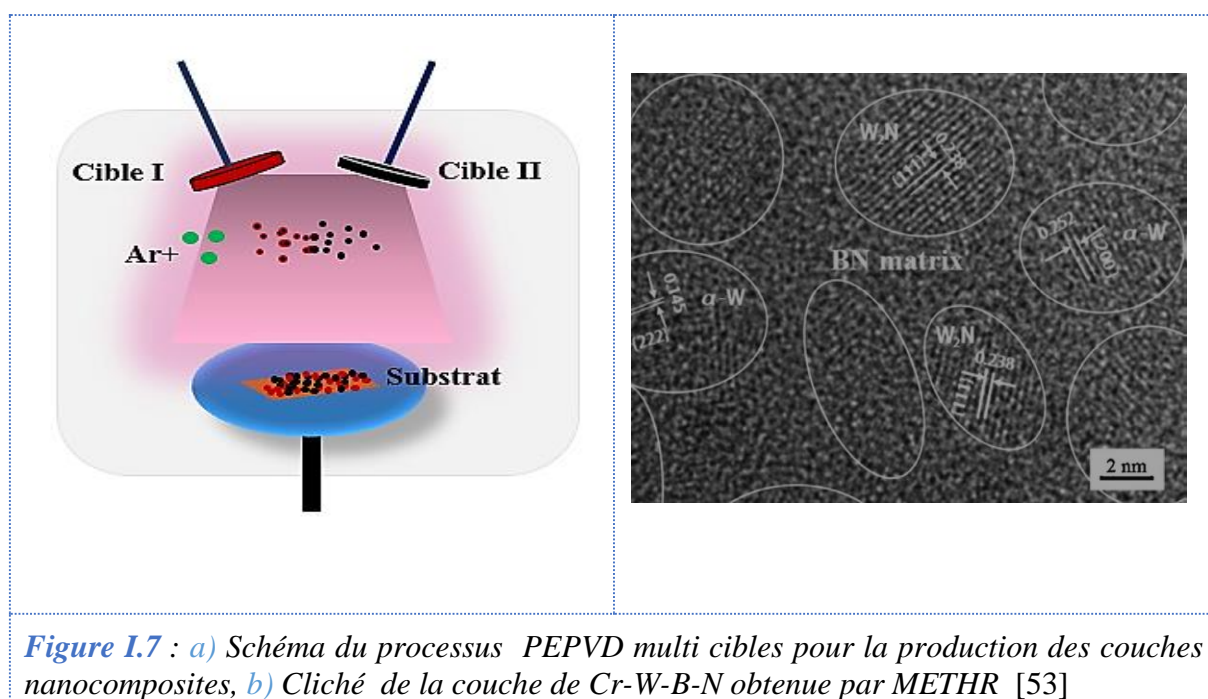 Cible I
Cible II
Ar+
Substrat
W₂N
0.238
(111)
0.252
(200)
α-W
BN matrix
0.145
α-W
(222)
W₂N
0.238
(111)
2 nm
Figure I.7 : a) Schéma du processus PEPVD multi cibles pour la production des couches
nanocomposites, b) Cliché de la couche de Cr-W-B-N obtenue par METHR [53]